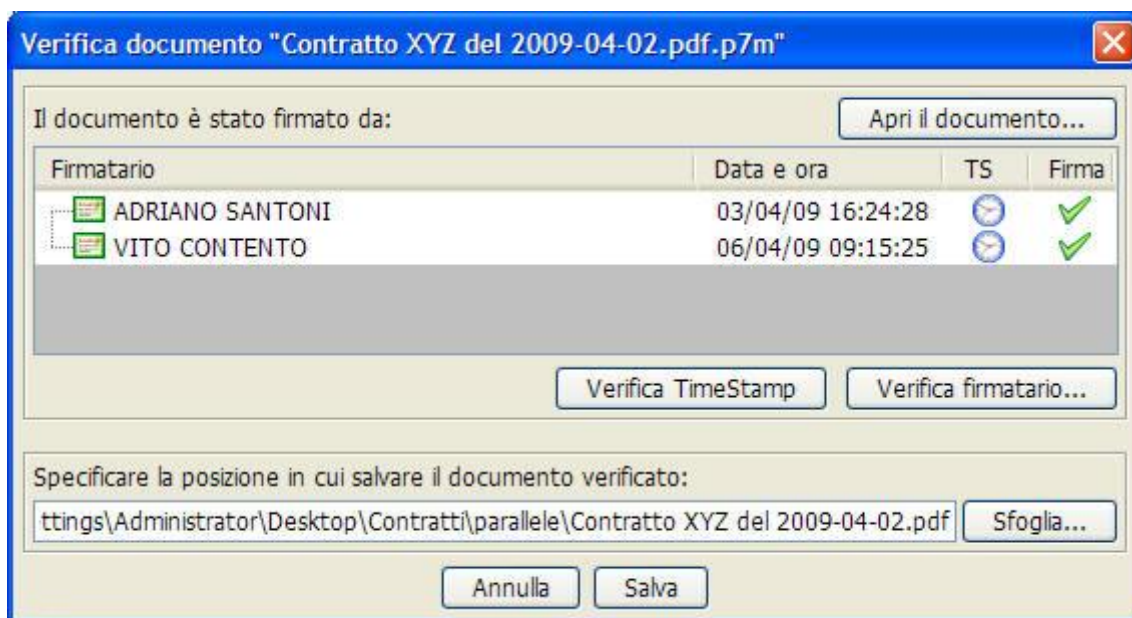 Verifica documento "Contratto XYZ del 2009-04-02.pdf.p7m"
Il documento è stato firmato da:
Apri il documento...
Firmatario Data e ora TS Firma
ADRIANO SANTONI 03/04/09 16:24:28
VITO CONTENTO 06/04/09 09:15:25
Verifica TimeStamp Verifica firmatario...
Specificare la posizione in cui salvare il documento verificato:
ttings\Administrator\Desktop\Contratti\parallele\Contratto XYZ del 2009-04-02.pdf Sfoglia...
Annulla Salva